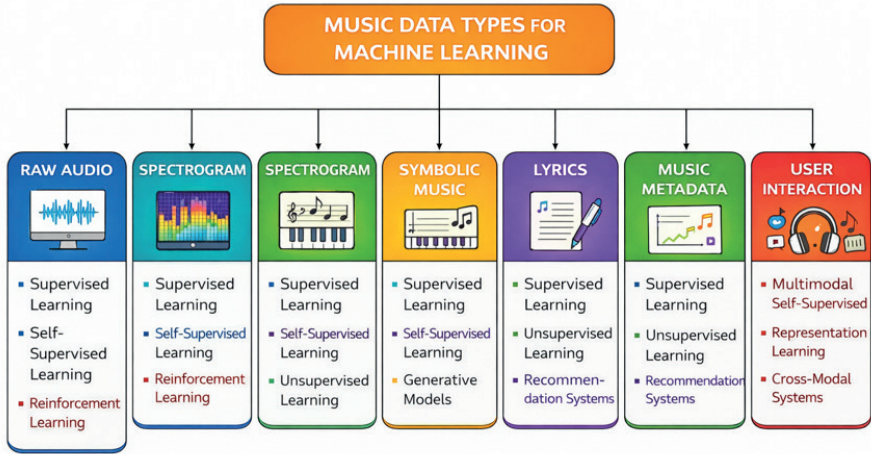 MUSIC DATA TYPES FOR
MACHINE LEARNING
RAW AUDIO
Supervised
Learning
Self-
Supervised
Learning
Reinforcement
Learning
SPECTROGRAM
Supervised
Learning
Self-Supervised
Learning
Reinforcement
Learning
SPECTROGRAM
Supervised
Learning
Self-Supervised
Learning
Unsupervised
Learning
SYMBOLIC
MUSIC
Supervised
Learning
Self-Supervised
Learning
Generative
Models
LYRICS
Supervised
Learning
Unsupervised
Learning
Recommen-
dation Systems
MUSIC
METADATA
Supervised
Learning
Unsupervised
Learning
Recommendation
Systems
USER
INTERACTION
Multimodal
Self-Supervised
Representation
Learning
Cross-Modal
Systems